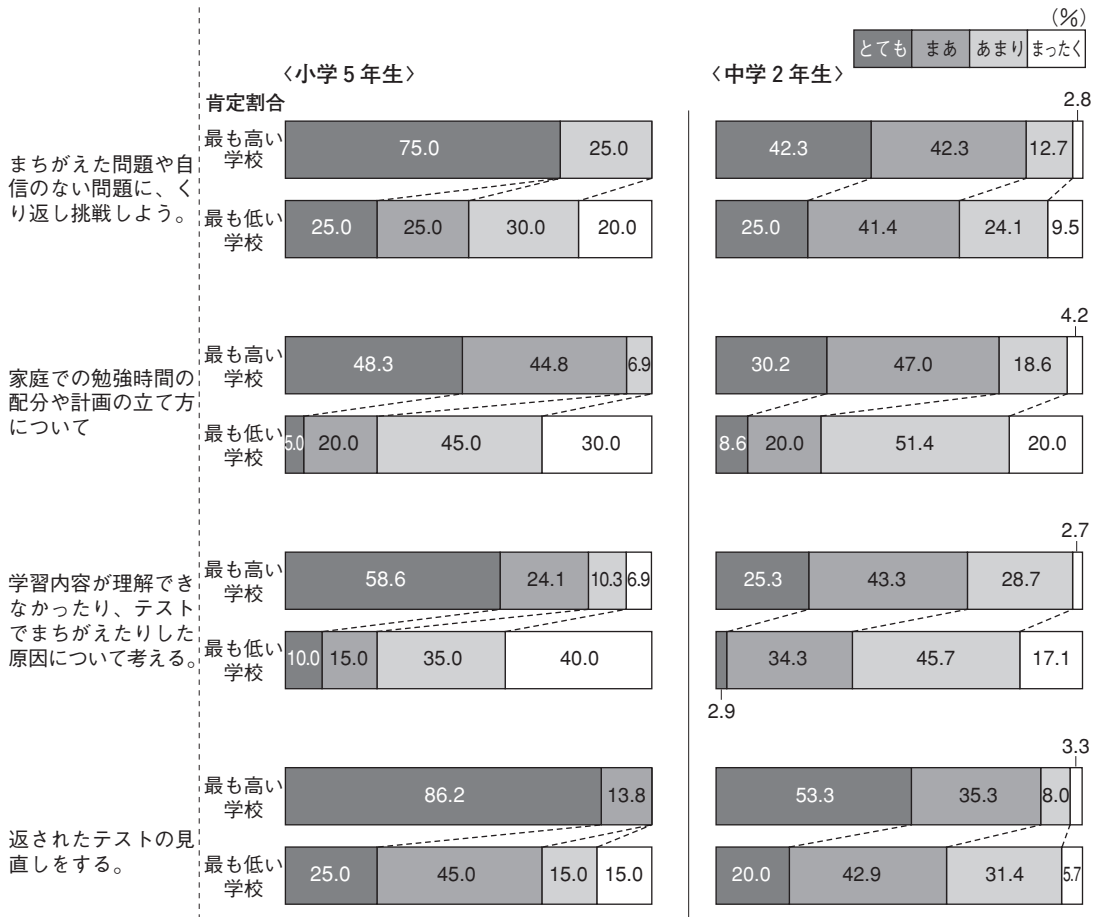 (%)
とても まあ あまり まったく
〈小学5年生〉 〈中学2年生〉
肯定割合
まちがえた問題や自
信のない問題に、く
り返し挑戦しよう。
最も高い
学校
75.0 25.0
42.3 42.3 12.7 2.8
最も低い
学校
25.0 25.0 30.0 20.0
25.0 41.4 24.1 9.5
家庭での勉強時間の
配分や計画の立て方
について
最も高い
学校
48.3 44.8 6.9
30.2 47.0 18.6 4.2
最も低い
学校
5.0 20.0 45.0 30.0
8.6 20.0 51.4 20.0
学習内容が理解でき
なかったり、テスト
でまちがえたりした
原因について考える。
最も高い
学校
58.6 24.1 10.3 6.9
25.3 43.3 28.7 2.7
最も低い
学校
10.0 15.0 35.0 40.0
2.9 34.3 45.7 17.1
返されたテストの見
直しをする。
最も高い
学校
86.2 13.8
53.3 35.3 8.0 3.3
最も低い
学校
25.0 45.0 15.0 15.0
20.0 42.9 31.4 5.7